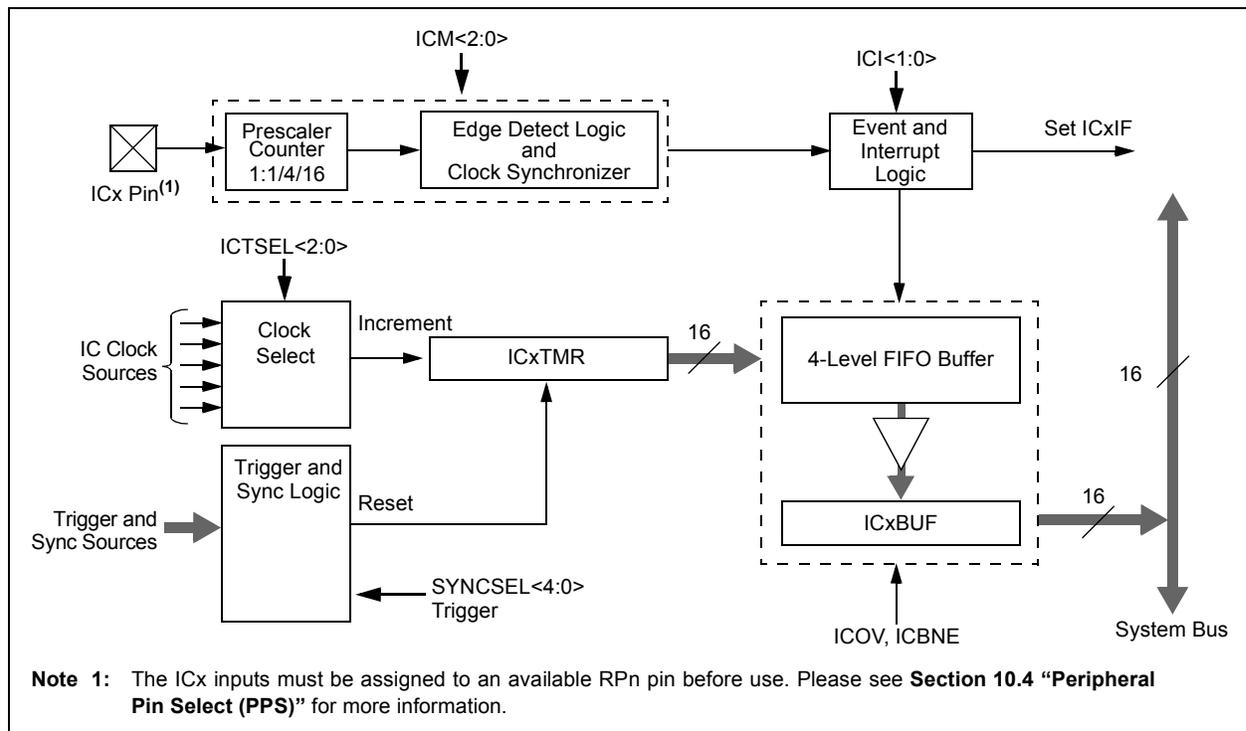 ICM<2:0>
ICI<1:0>
Prescaler
Counter
1:1/4/16
Edge Detect Logic
and
Clock Synchronizer
Event and
Interrupt
Logic
Set ICxIF
ICx Pin(1)
ICTSEL<2:0>
IC Clock
Sources
Clock
Select
Increment
ICxTMR
16
4-Level FIFO Buffer
16
Trigger and
Sync Logic
Reset
Trigger and
Sync Sources
ICxBUF
16
SYNCSEL<4:0>
Trigger
ICOV, ICBNE
System Bus
Note 1: The ICx inputs must be assigned to an available RPn pin before use. Please see Section 10.4 “Peripheral
Pin Select (PPS)” for more information.